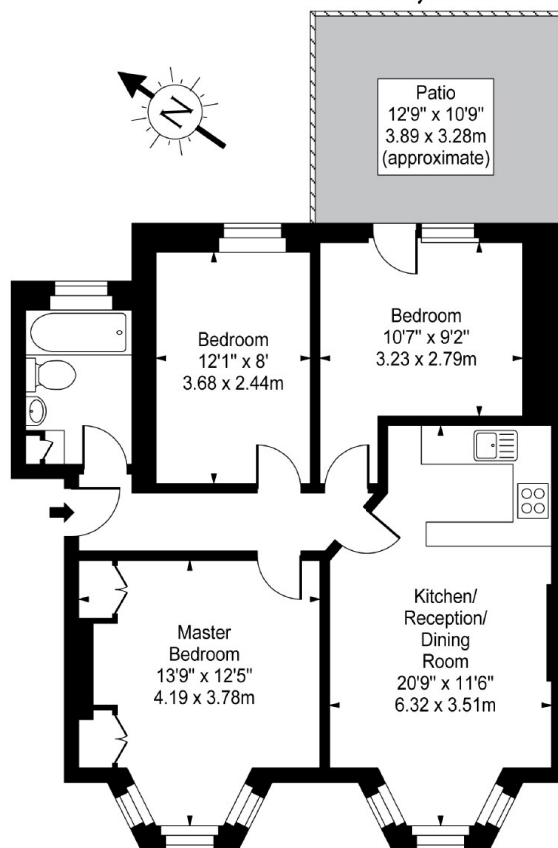 N
Patio
12'9" x 10'9"
3.89 x 3.28m
(approximate)
Bedroom
12'1" x 8'
3.68 x 2.44m
Bedroom
10'7" x 9'2"
3.23 x 2.79m
Master
Bedroom
13'9" x 12'5"
4.19 x 3.78m
Kitchen/
Reception/
Dining
Room
20'9" x 11'6"
6.32 x 3.51m